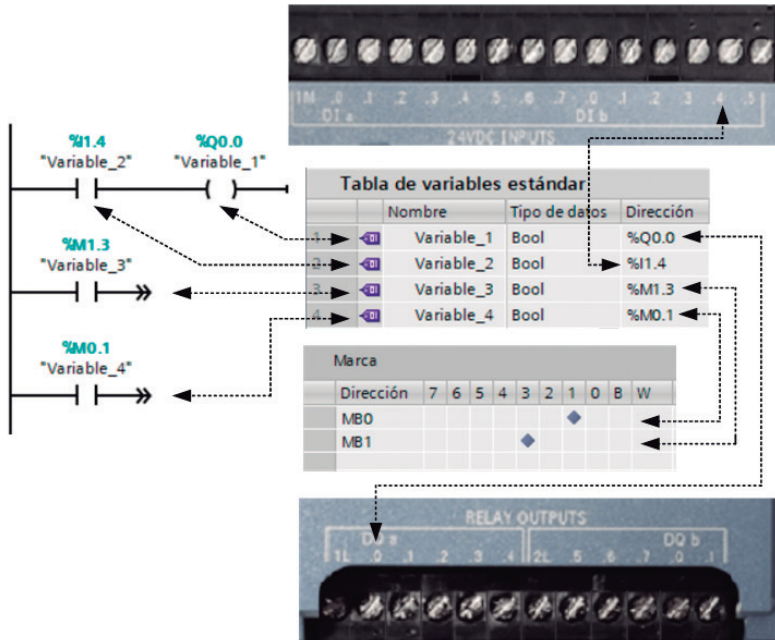 1M .0 .1 .2 .3 .4 .5 .6 .7 .0 .1 .2 .3 .4 .5
DI a DI b
24VDC INPUTS
%I1.4 %Q0.0
"Variable_2" "Variable_1"
%M1.3
"Variable_3"
%M0.1
"Variable_4"
Tabla de variables estándar
Nombre Tipo de datos Dirección
1 Variable_1 Bool %Q0.0
2 Variable_2 Bool %I1.4
3 Variable_3 Bool %M1.3
4 Variable_4 Bool %M0.1
Marca
Dirección 7 6 5 4 3 2 1 0 B W
MB0
MB1
RELAY OUTPUTS
DQ a DQ b
1L .0 .1 .2 .3 .4 2L .5 .6 .7 .0 .1